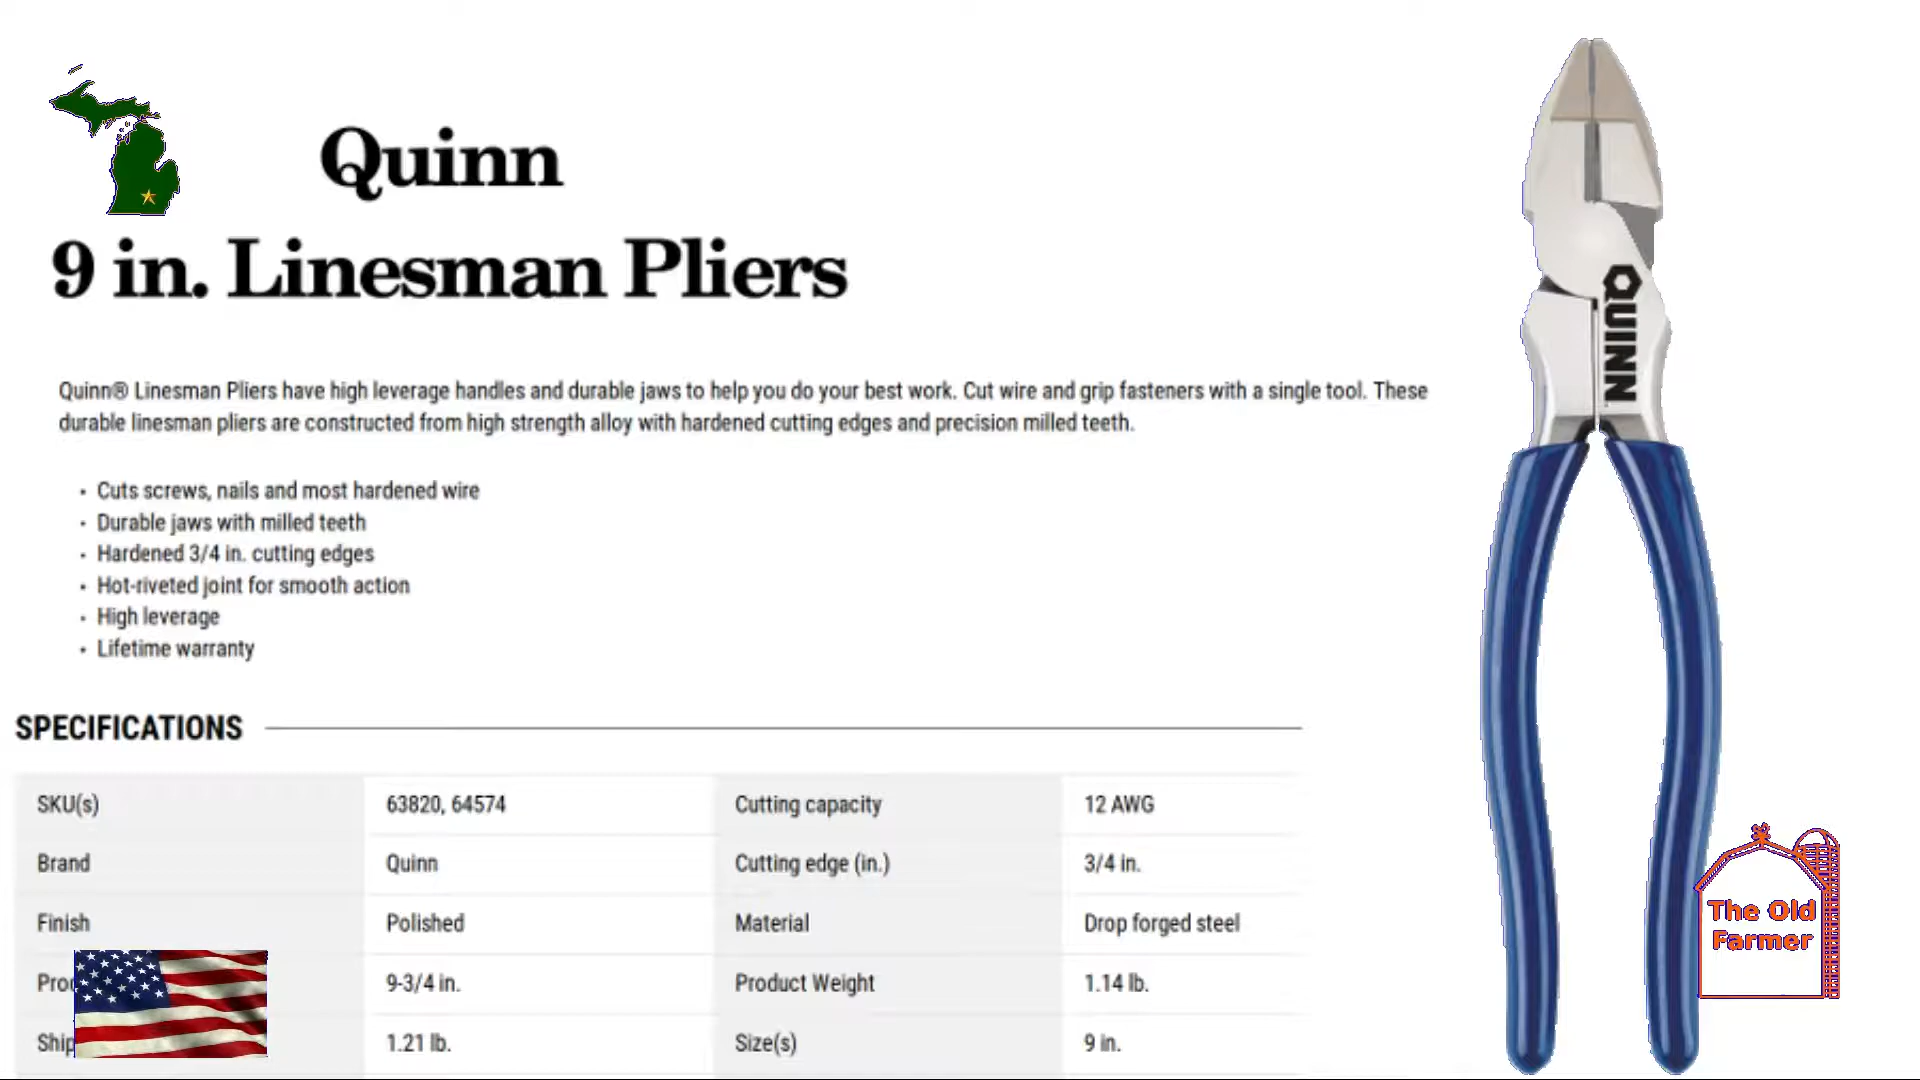 Quinn
9 in. Linesman Pliers
Quinn® Linesman Pliers have high leverage handles and durable jaws to help you do your best work. Cut wire and grip fasteners with a single tool. These
durable linesman pliers are constructed from high strength alloy with hardened cutting edges and precision milled teeth.
• Cuts screws, nails and most hardened wire
• Durable jaws with milled teeth
• Hardened 3/4 in. cutting edges
• Hot-riveted joint for smooth action
• High leverage
• Lifetime warranty
SPECIFICATIONS
SKU(s) 63820, 64574 Cutting capacity 12 AWG
Brand Quinn Cutting edge (in.) 3/4 in.
Finish Polished Material Drop forged steel
9-3/4 in. Product Weight 1.14 lb.
1.21 lb. Size(s) 9 in.
QUINN
The Old
Farmer